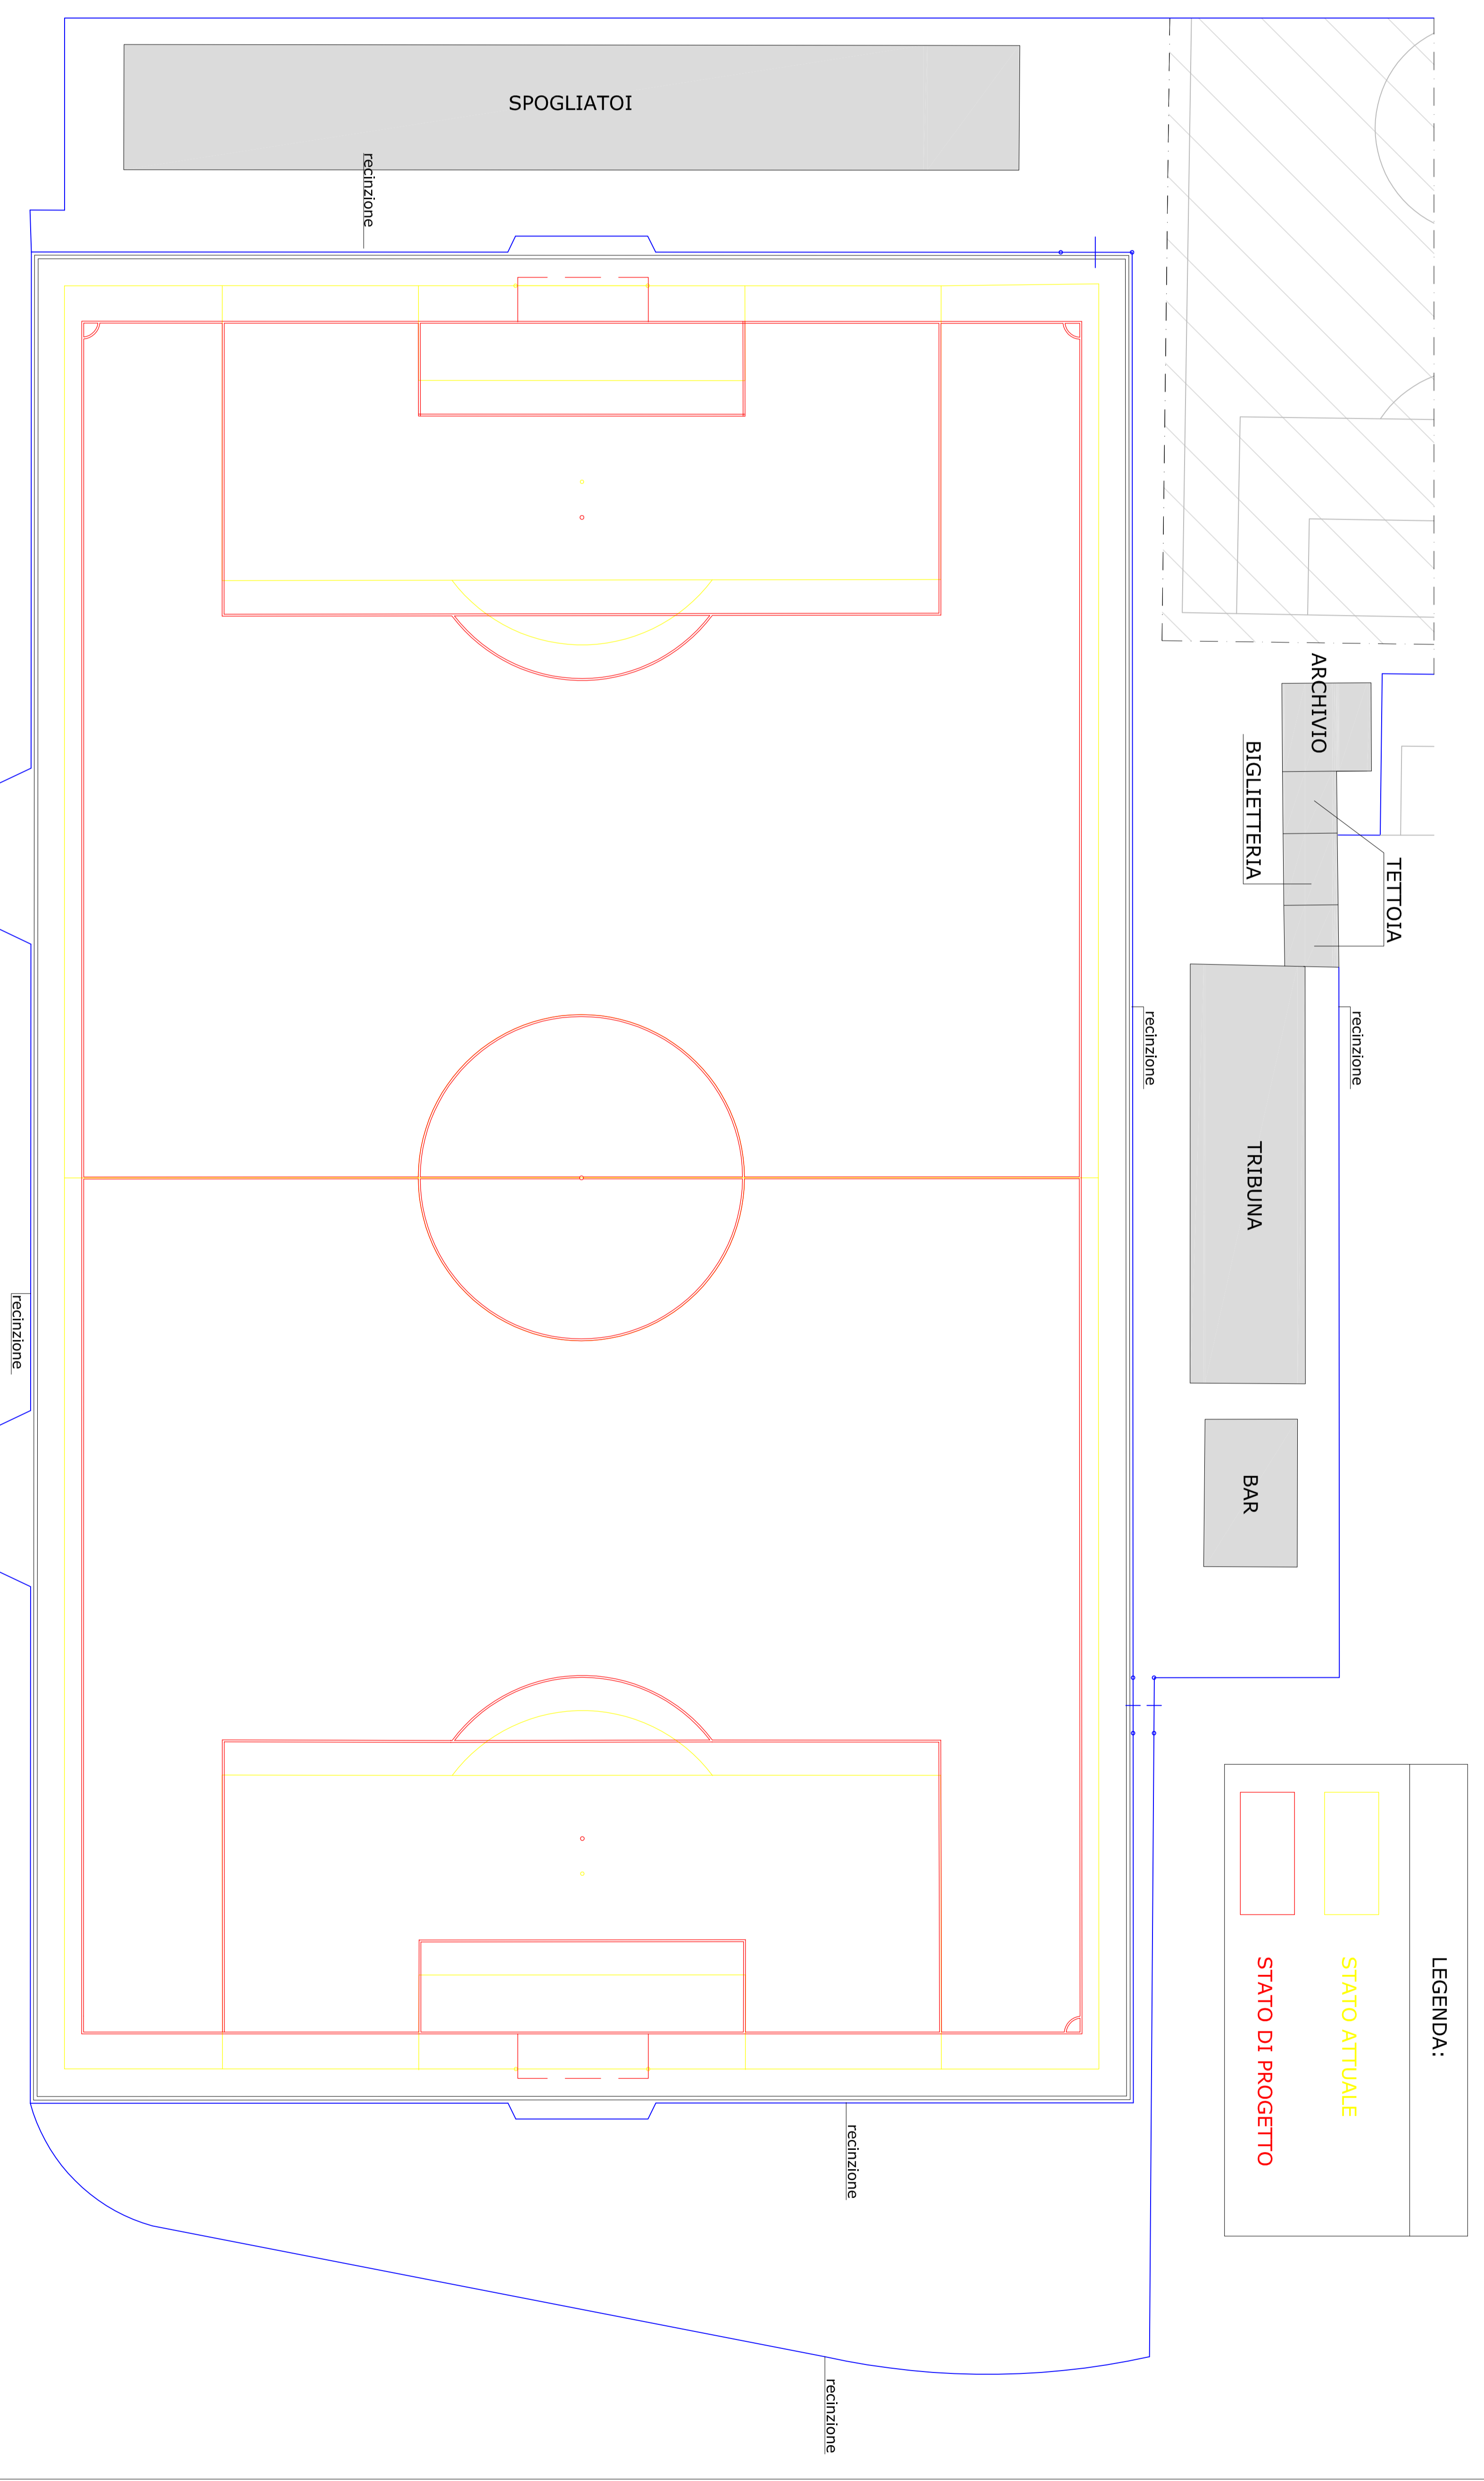 SPOGLIATOI
recinzione
ARCHIVIO
BIGLIETTERIA
TETTOIA
recinzione
recinzione
TRIBUNA
recinzione
BAR
LEGENDA:
STATO ATTUALE
STATO DI PROGETTO
recinzione
recinzione